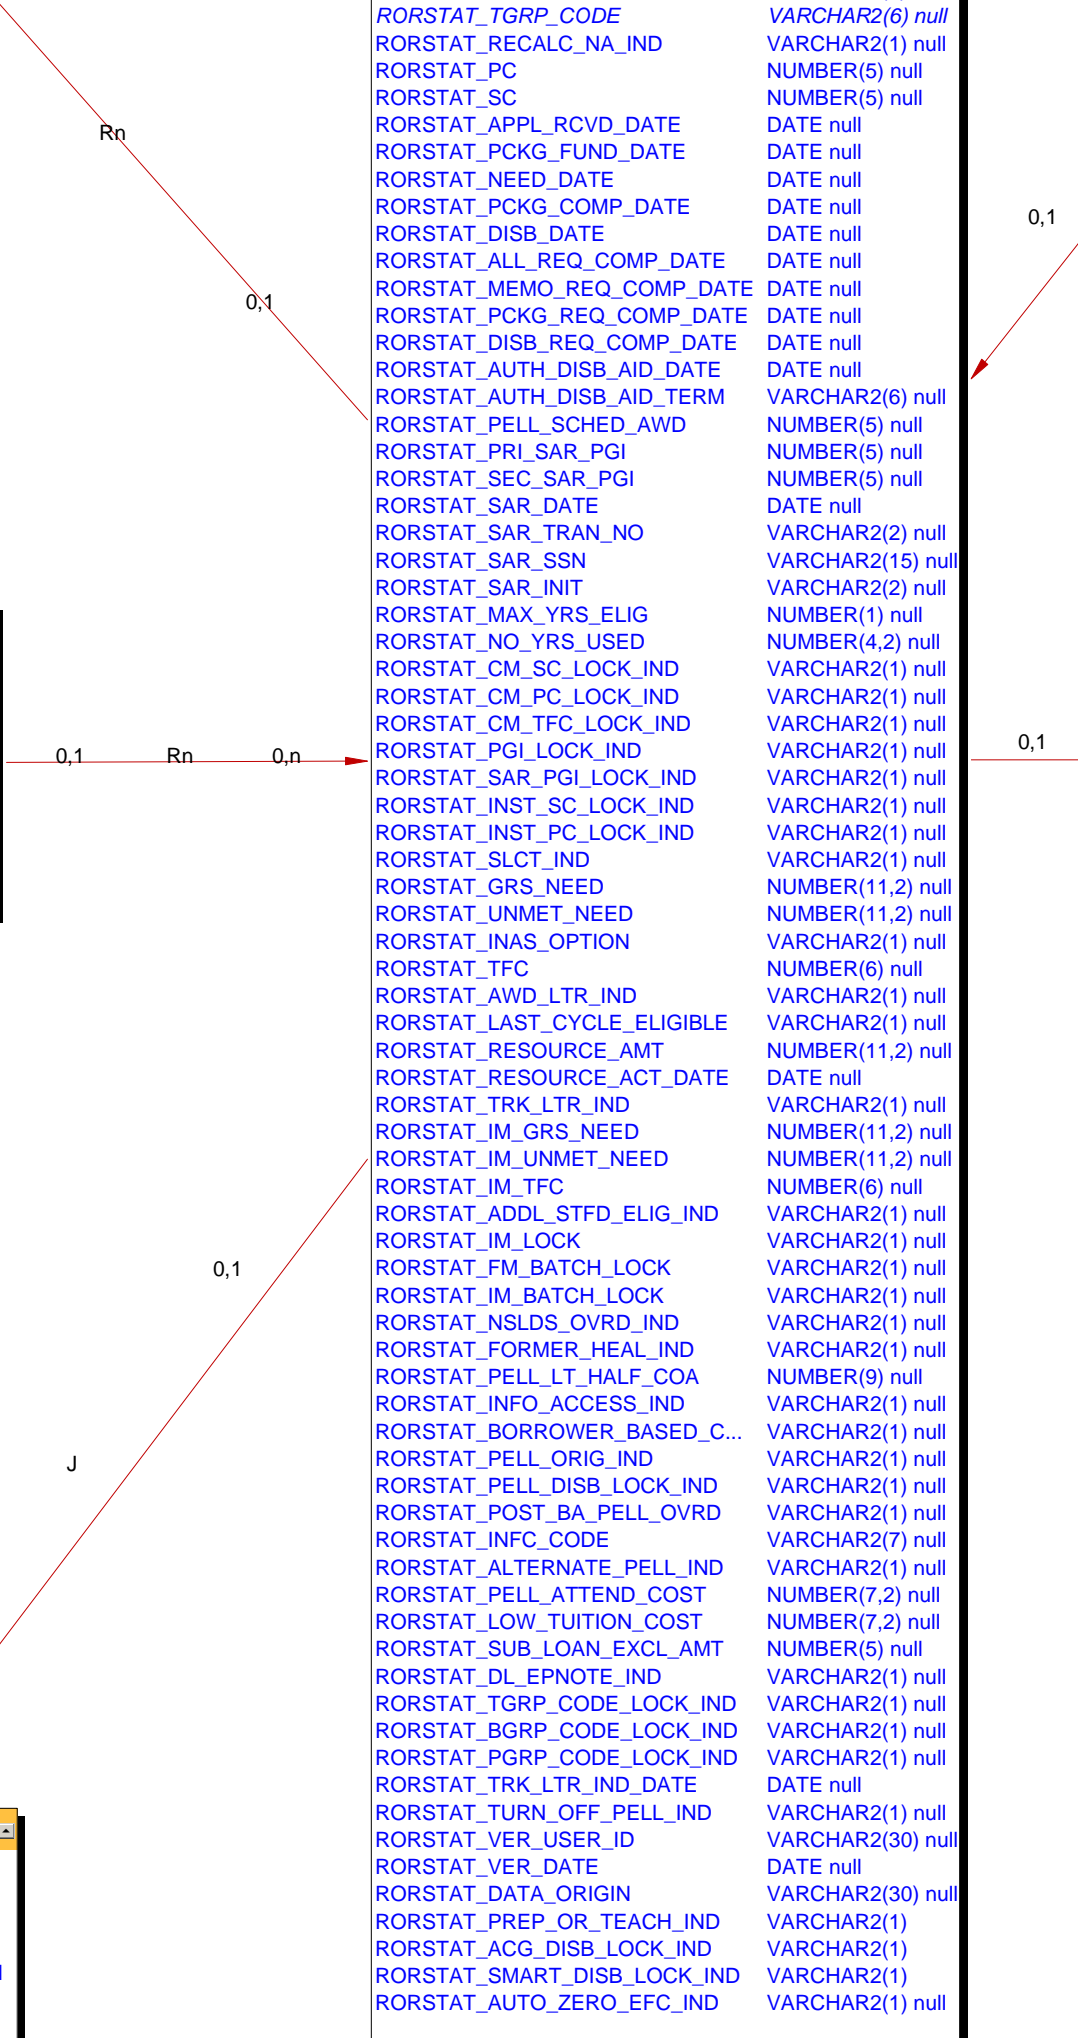 RORSTAT_TGRP_CODE VARCHAR2(6) null
RORSTAT_RECALC_NA_IND VARCHAR2(1) null
RORSTAT_PC NUMBER(5) null
RORSTAT_SC NUMBER(5) null
RORSTAT_APPL_RCVD_DATE DATE null
Rn
RORSTAT_PCKG_FUND_DATE DATE null
RORSTAT_NEED_DATE DATE null
RORSTAT_PCKG_COMP_DATE DATE null
0,1
RORSTAT_DISB_DATE DATE null
RORSTAT_ALL_REQ_COMP_DATE DATE null
RORSTAT_MEMO_REQ_COMP_DATE DATE null
0,1
RORSTAT_PCKG_REQ_COMP_DATE DATE null
RORSTAT_DISB_REQ_COMP_DATE DATE null
RORSTAT_AUTH_DISB_AID_DATE DATE null
RORSTAT_AUTH_DISB_AID_TERM VARCHAR2(6) null
RORSTAT_PELL_SCHED_AWD NUMBER(5) null
RORSTAT_PRI_SAR_PGI NUMBER(5) null
RORSTAT_SEC_SAR_PGI NUMBER(5) null
RORSTAT_SAR_DATE DATE null
RORSTAT_SAR_TRAN_NO VARCHAR2(2) null
RORSTAT_SAR_SSN VARCHAR2(15) null
RORSTAT_SAR_INIT VARCHAR2(2) null
RORSTAT_MAX_YRS_ELIG NUMBER(1) null
RORSTAT_NO_YRS_USED NUMBER(4,2) null
RORSTAT_CM_SC_LOCK_IND VARCHAR2(1) null
RORSTAT_CM_PC_LOCK_IND VARCHAR2(1) null
RORSTAT_CM_TFC_LOCK_IND VARCHAR2(1) null
0,1 Rn 0,n RORSTAT_PGI_LOCK_IND VARCHAR2(1) null 0,1
RORSTAT_SAR_PGI_LOCK_IND VARCHAR2(1) null
RORSTAT_INST_SC_LOCK_IND VARCHAR2(1) null
RORSTAT_INST_PC_LOCK_IND VARCHAR2(1) null
RORSTAT_SLCT_IND VARCHAR2(1) null
RORSTAT_GRS_NEED NUMBER(11,2) null
RORSTAT_UNMET_NEED NUMBER(11,2) null
RORSTAT_INAS_OPTION VARCHAR2(1) null
RORSTAT_TFC NUMBER(6) null
RORSTAT_AWD_LTR_IND VARCHAR2(1) null
RORSTAT_LAST_CYCLE_ELIGIBLE VARCHAR2(1) null
RORSTAT_RESOURCE_AMT NUMBER(11,2) null
RORSTAT_RESOURCE_ACT_DATE DATE null
RORSTAT_TRK_LTR_IND VARCHAR2(1) null
RORSTAT_IM_GRS_NEED NUMBER(11,2) null
RORSTAT_IM_UNMET_NEED NUMBER(11,2) null
RORSTAT_IM_TFC NUMBER(6) null
RORSTAT_ADDL_STFD_ELIG_IND VARCHAR2(1) null
RORSTAT_IM_LOCK VARCHAR2(1) null
0,1 RORSTAT_FM_BATCH_LOCK VARCHAR2(1) null
RORSTAT_IM_BATCH_LOCK VARCHAR2(1) null
RORSTAT_NSLDS_OVRD_IND VARCHAR2(1) null
RORSTAT_FORMER_HEAL_IND VARCHAR2(1) null
RORSTAT_PELL_LT_HALF_COA NUMBER(9) null
RORSTAT_INFO_ACCESS_IND VARCHAR2(1) null
RORSTAT_BORROWER_BASED_C... VARCHAR2(1) null
J RORSTAT_PELL_ORIG_IND VARCHAR2(1) null
RORSTAT_PELL_DISB_LOCK_IND VARCHAR2(1) null
RORSTAT_POST_BA_PELL_OVRD VARCHAR2(1) null
RORSTAT_INFC_CODE VARCHAR2(7) null
RORSTAT_ALTERNATE_PELL_IND VARCHAR2(1) null
RORSTAT_PELL_ATTEND_COST NUMBER(7,2) null
RORSTAT_LOW_TUITION_COST NUMBER(7,2) null
RORSTAT_SUB_LOAN_EXCL_AMT NUMBER(5) null
RORSTAT_DL_EPNOTE_IND VARCHAR2(1) null
RORSTAT_TGRP_CODE_LOCK_IND VARCHAR2(1) null
RORSTAT_BGRP_CODE_LOCK_IND VARCHAR2(1) null
RORSTAT_PGRP_CODE_LOCK_IND VARCHAR2(1) null
RORSTAT_TRK_LTR_IND_DATE DATE null
RORSTAT_TURN_OFF_PELL_IND VARCHAR2(1) null
RORSTAT_VER_USER_ID VARCHAR2(30) null
RORSTAT_VER_DATE DATE null
RORSTAT_DATA_ORIGIN VARCHAR2(30) null
RORSTAT_PREP_OR_TEACH_IND VARCHAR2(1)
RORSTAT_ACG_DISB_LOCK_IND VARCHAR2(1)
RORSTAT_SMART_DISB_LOCK_IND VARCHAR2(1)
RORSTAT_AUTO_ZERO_EFC_IND VARCHAR2(1) null